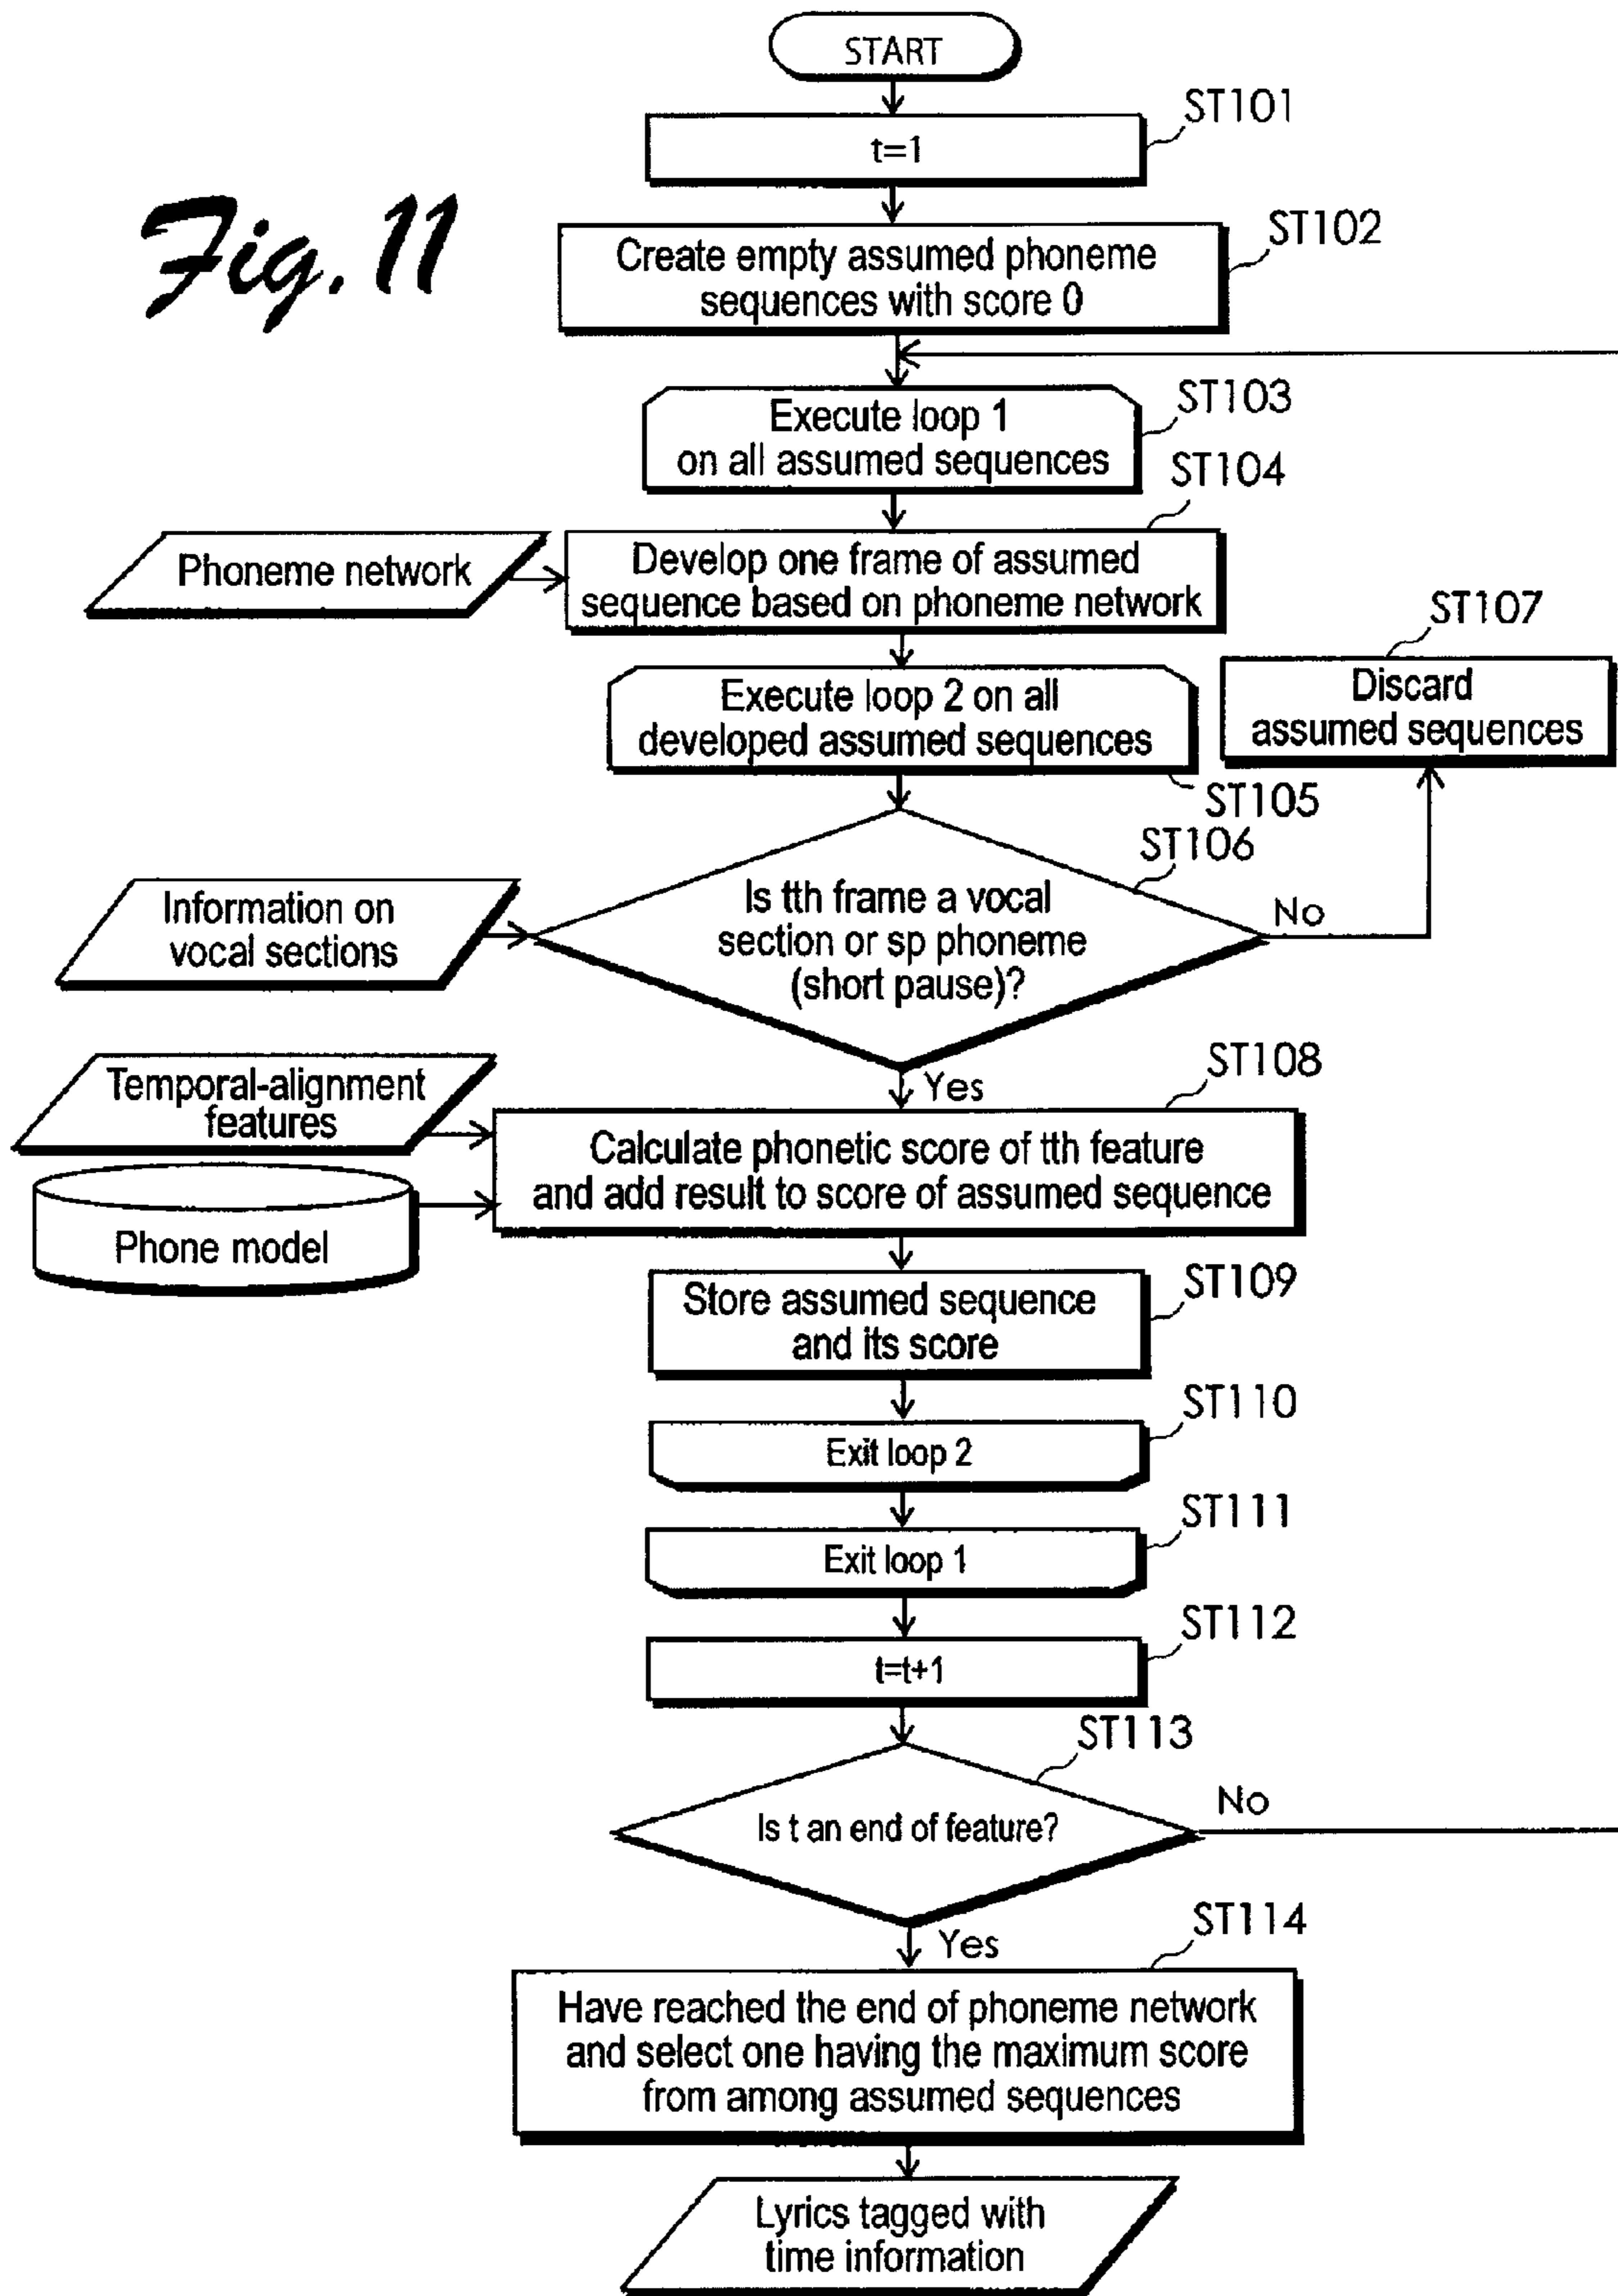 Fig. 11
START
ST101
t=1
ST102
Create empty assumed phoneme
sequences with score 0
ST103
Execute loop 1
on all assumed sequences
ST104
Phoneme network
Develop one frame of assumed
sequence based on phoneme network
ST107
Discard
assumed sequences
Execute loop 2 on all
developed assumed sequences
ST105
ST106
Information on
vocal sections
Is tth frame a vocal
section or sp phoneme
(short pause)?
No
Yes
ST108
Temporal-alignment
features
Calculate phonetic score of tth feature
and add result to score of assumed sequence
Phone model
ST109
Store assumed sequence
and its score
ST110
Exit loop 2
ST111
Exit loop 1
ST112
t=t+1
ST113
Is t an end of feature?
No
Yes
ST114
Have reached the end of phoneme network
and select one having the maximum score
from among assumed sequences
Lyrics tagged with
time information